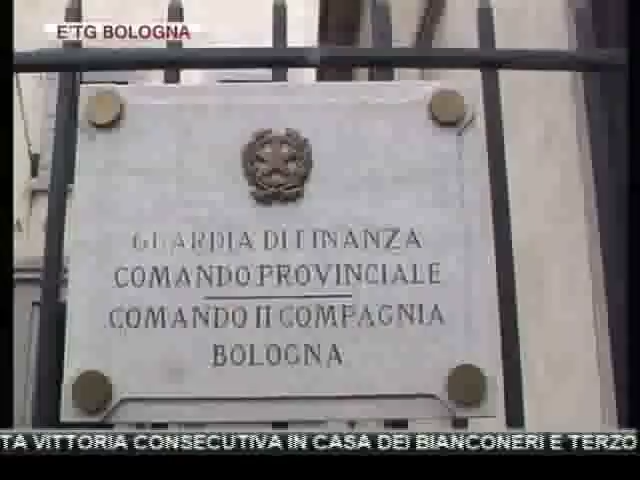 E'TG BOLOGNA
GUARDIA DI FINANZA
COMANDO PROVINCIALE
COMANDO II COMPAGNIA
BOLOGNA
TA VITTORIA CONSECUTIVA IN CASA DEI BIANCONERI E TERZO